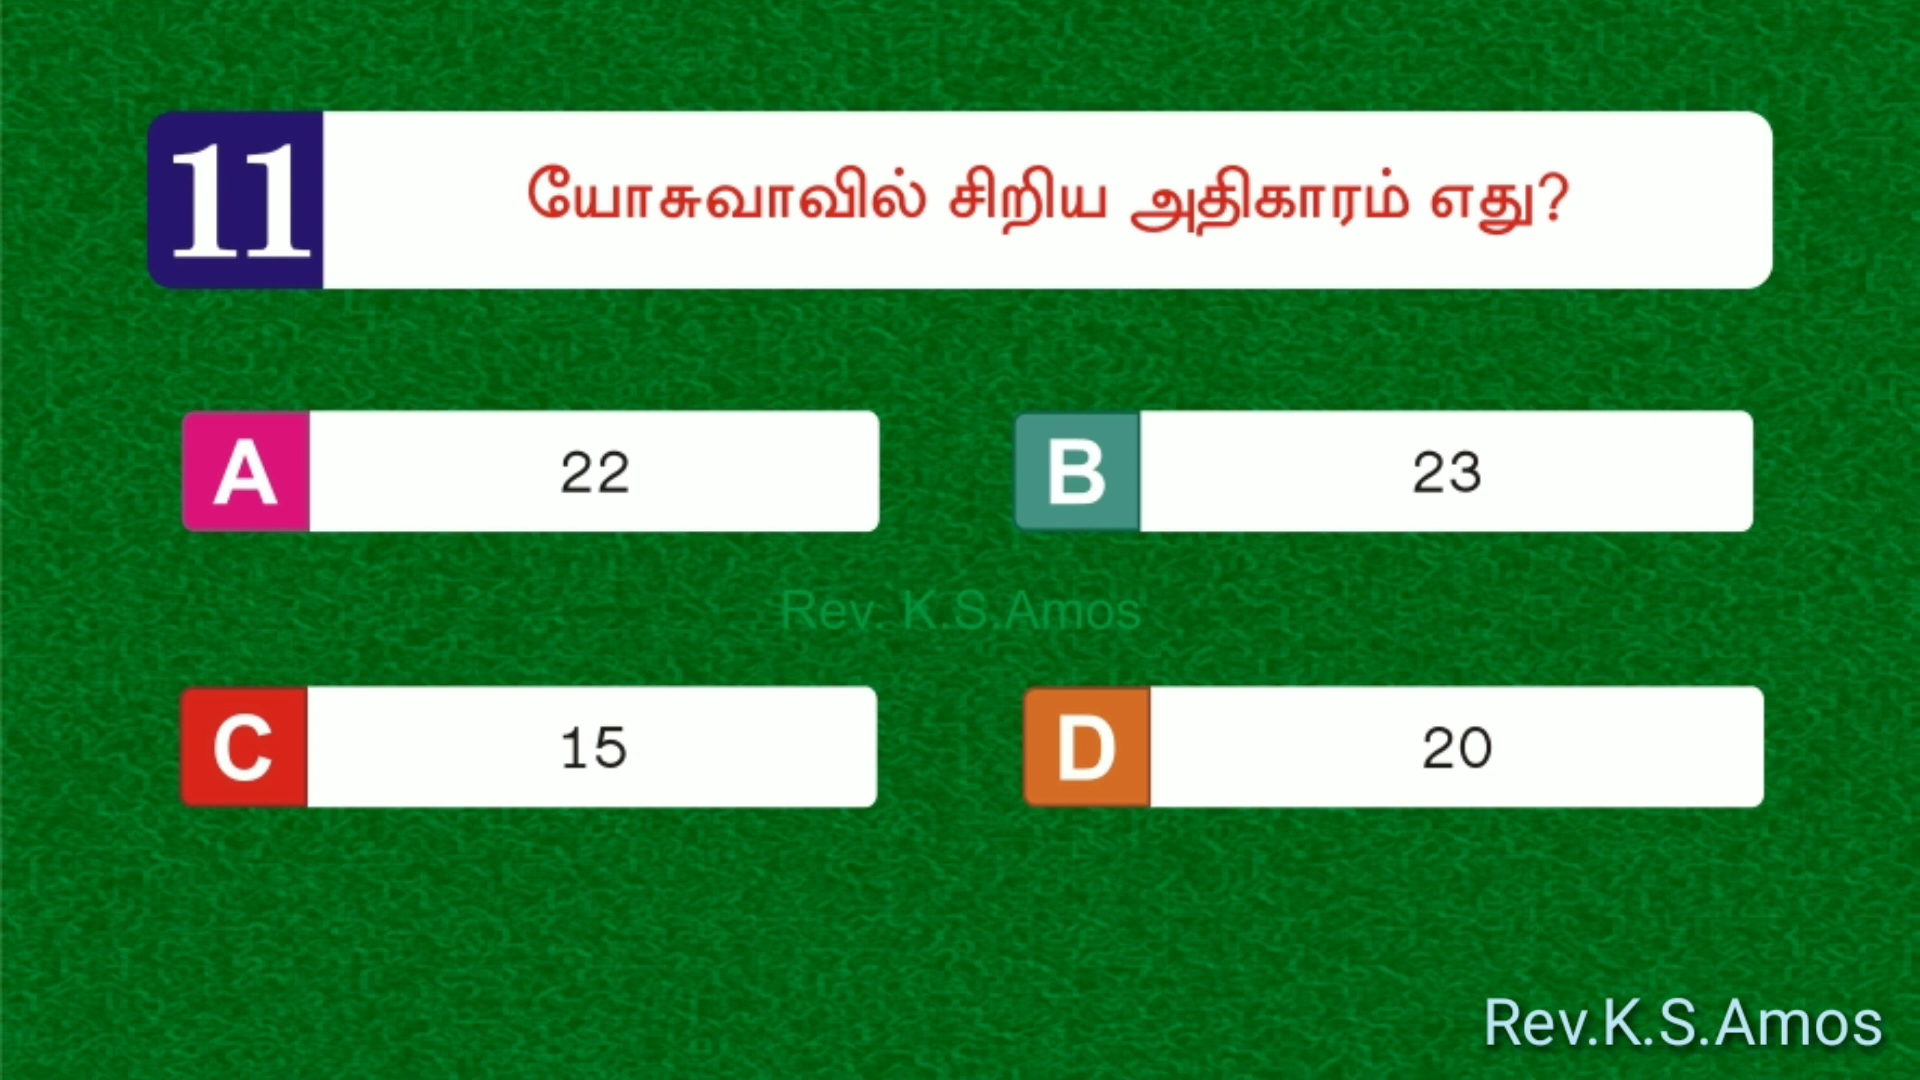 11
யோசுவாவில் சிறிய அதிகாரம் எது?
A 22
B 23
Rev. K.S.Amos
C 15
D 20
Rev.K.S.Amos